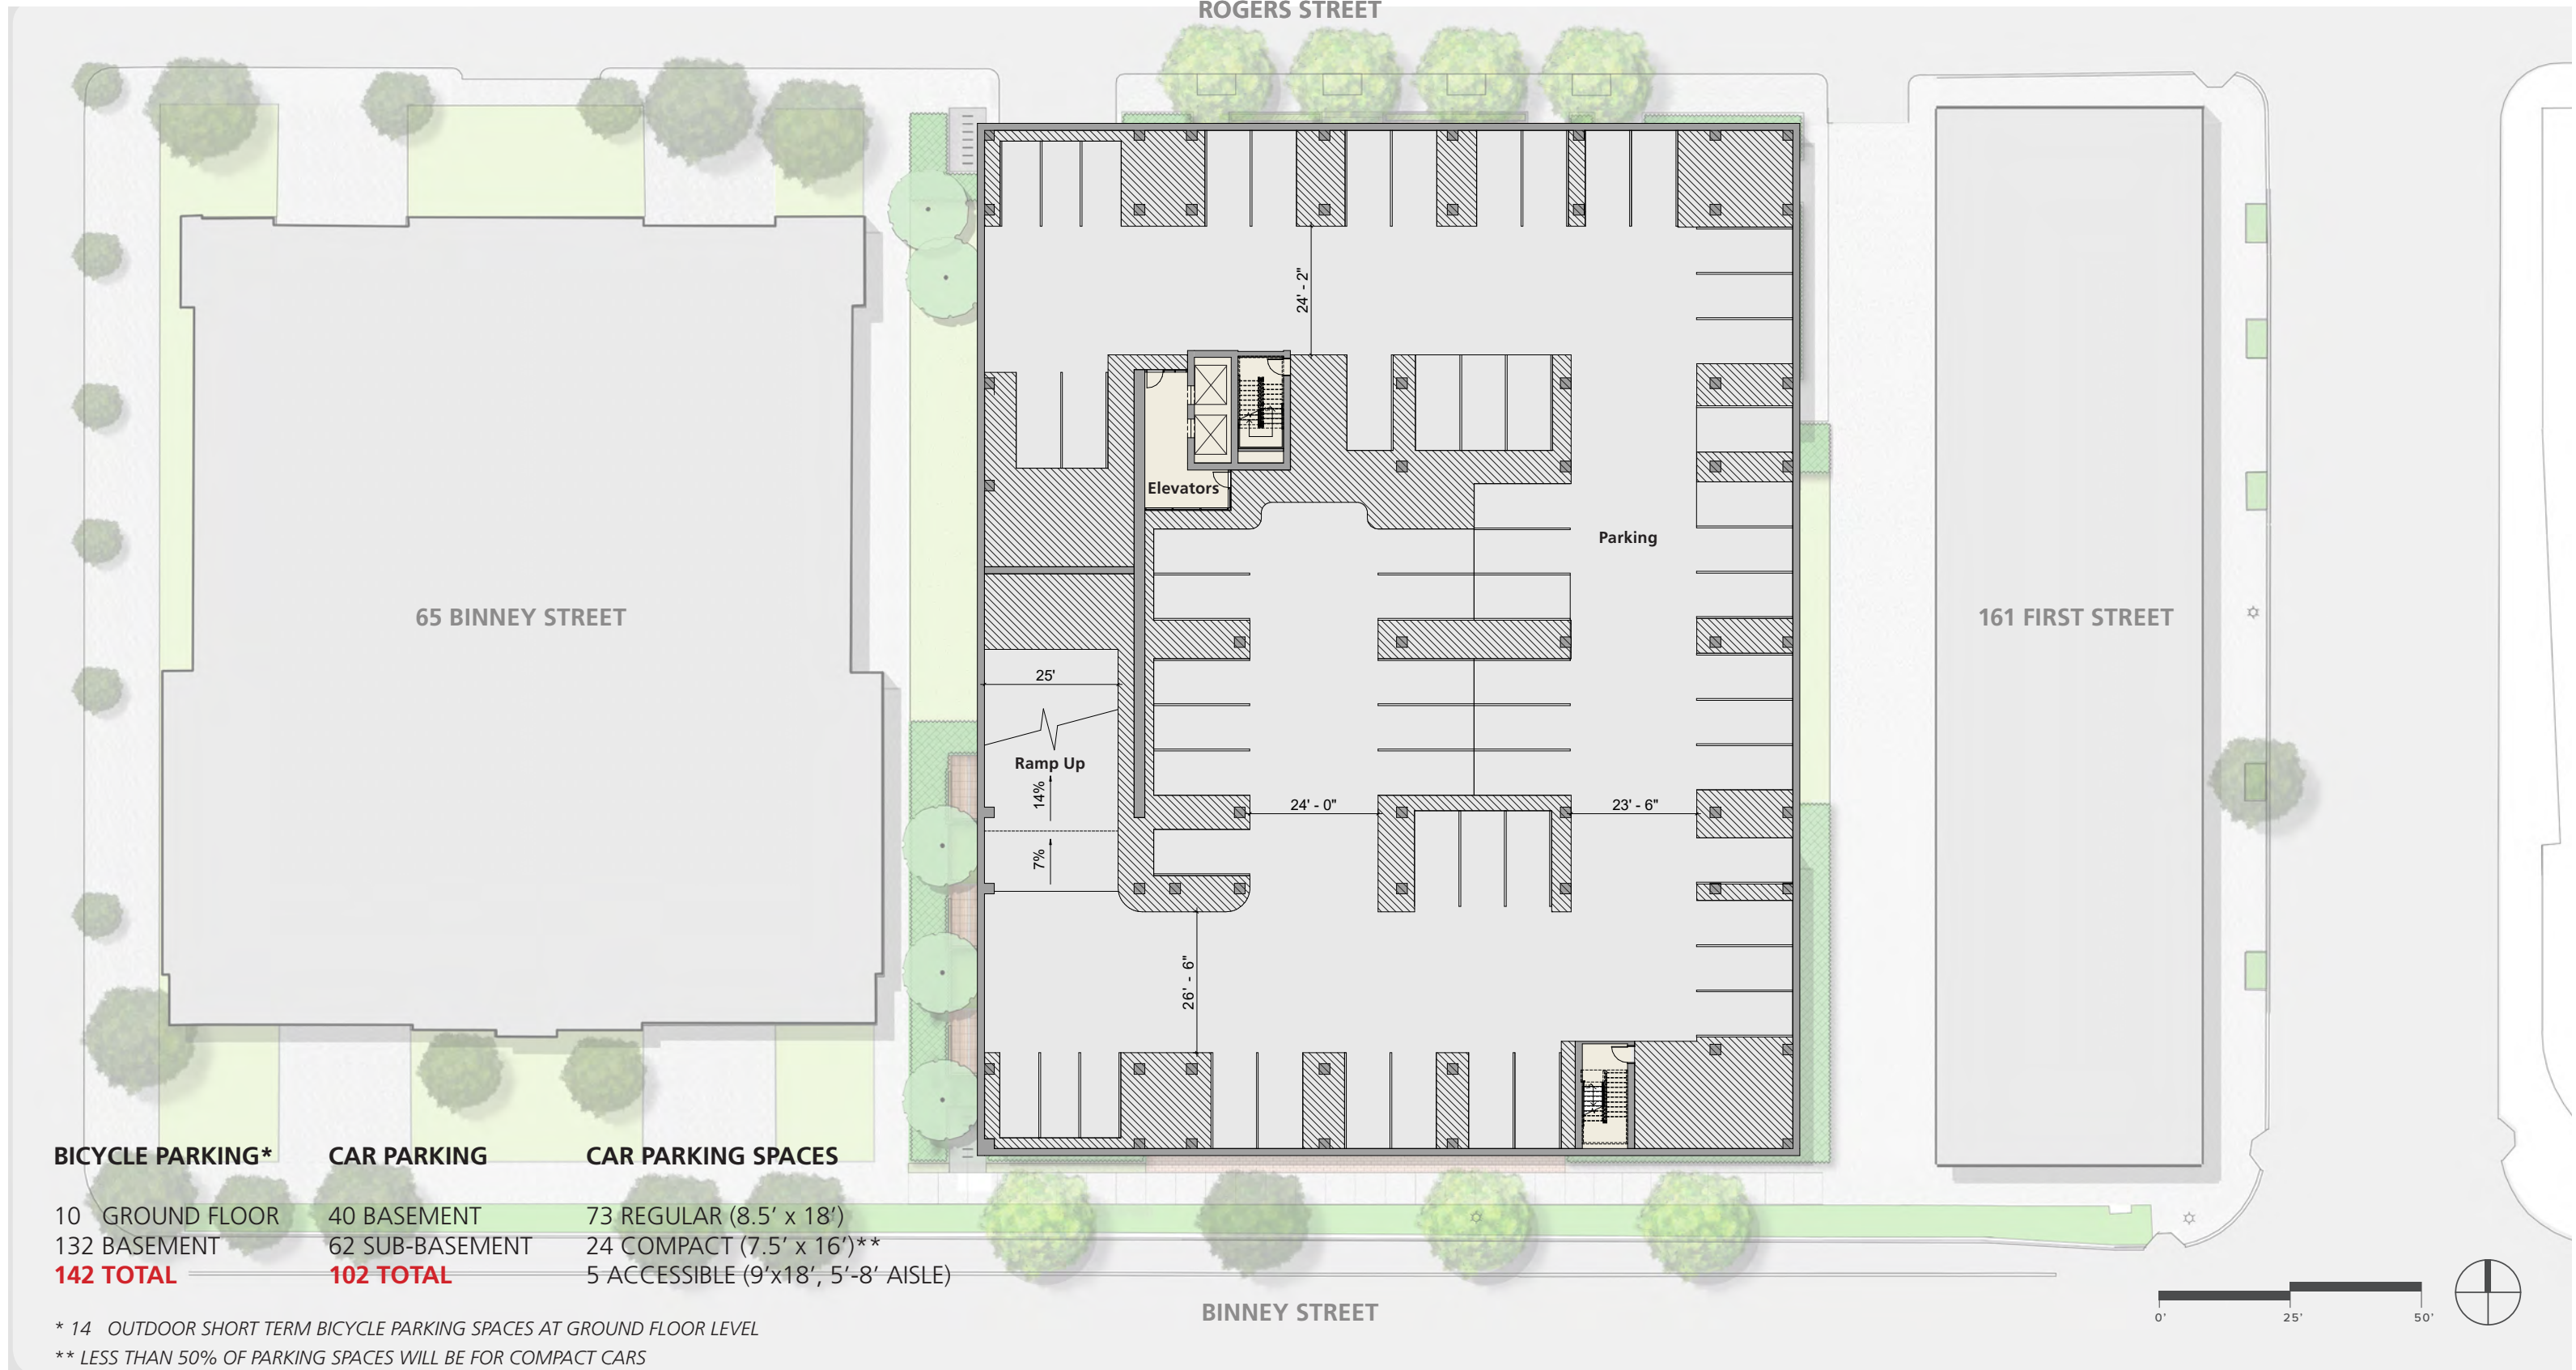 ROGERS STREET
24' - 2"
Elevators
Parking
65 BINNEY STREET
161 FIRST STREET
25'
Ramp Up
14%
24' - 0"
23' - 6"
7%
26' - 6"
BICYCLE PARKING* CAR PARKING CAR PARKING SPACES
10 GROUND FLOOR 40 BASEMENT 73 REGULAR (8.5’ x 18’)
132 BASEMENT 62 SUB-BASEMENT 24 COMPACT (7.5’ x 16’)**
142 TOTAL 102 TOTAL 5 ACCESSIBLE (9’x18’, 5’-8’ AISLE)
BINNEY STREET
0' 25' 50'
* 14 OUTDOOR SHORT TERM BICYCLE PARKING SPACES AT GROUND FLOOR LEVEL
** LESS THAN 50% OF PARKING SPACES WILL BE FOR COMPACT CARS